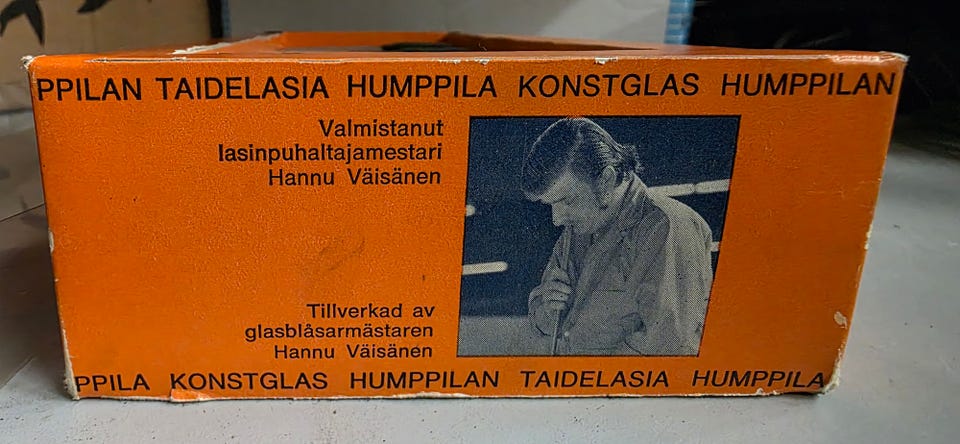 PPILAN TAIDELASIA HUMPPILA KONSTGLAS HUMPPILAN
Valmistanut
lasinpuhaltajamestari
Hannu Väisänen
Tillverkad av
glasblåsarmästaren
Hannu Väisänen
PPILA KONSTGLAS HUMPPILAN TAIDELASIA HUMPPILA